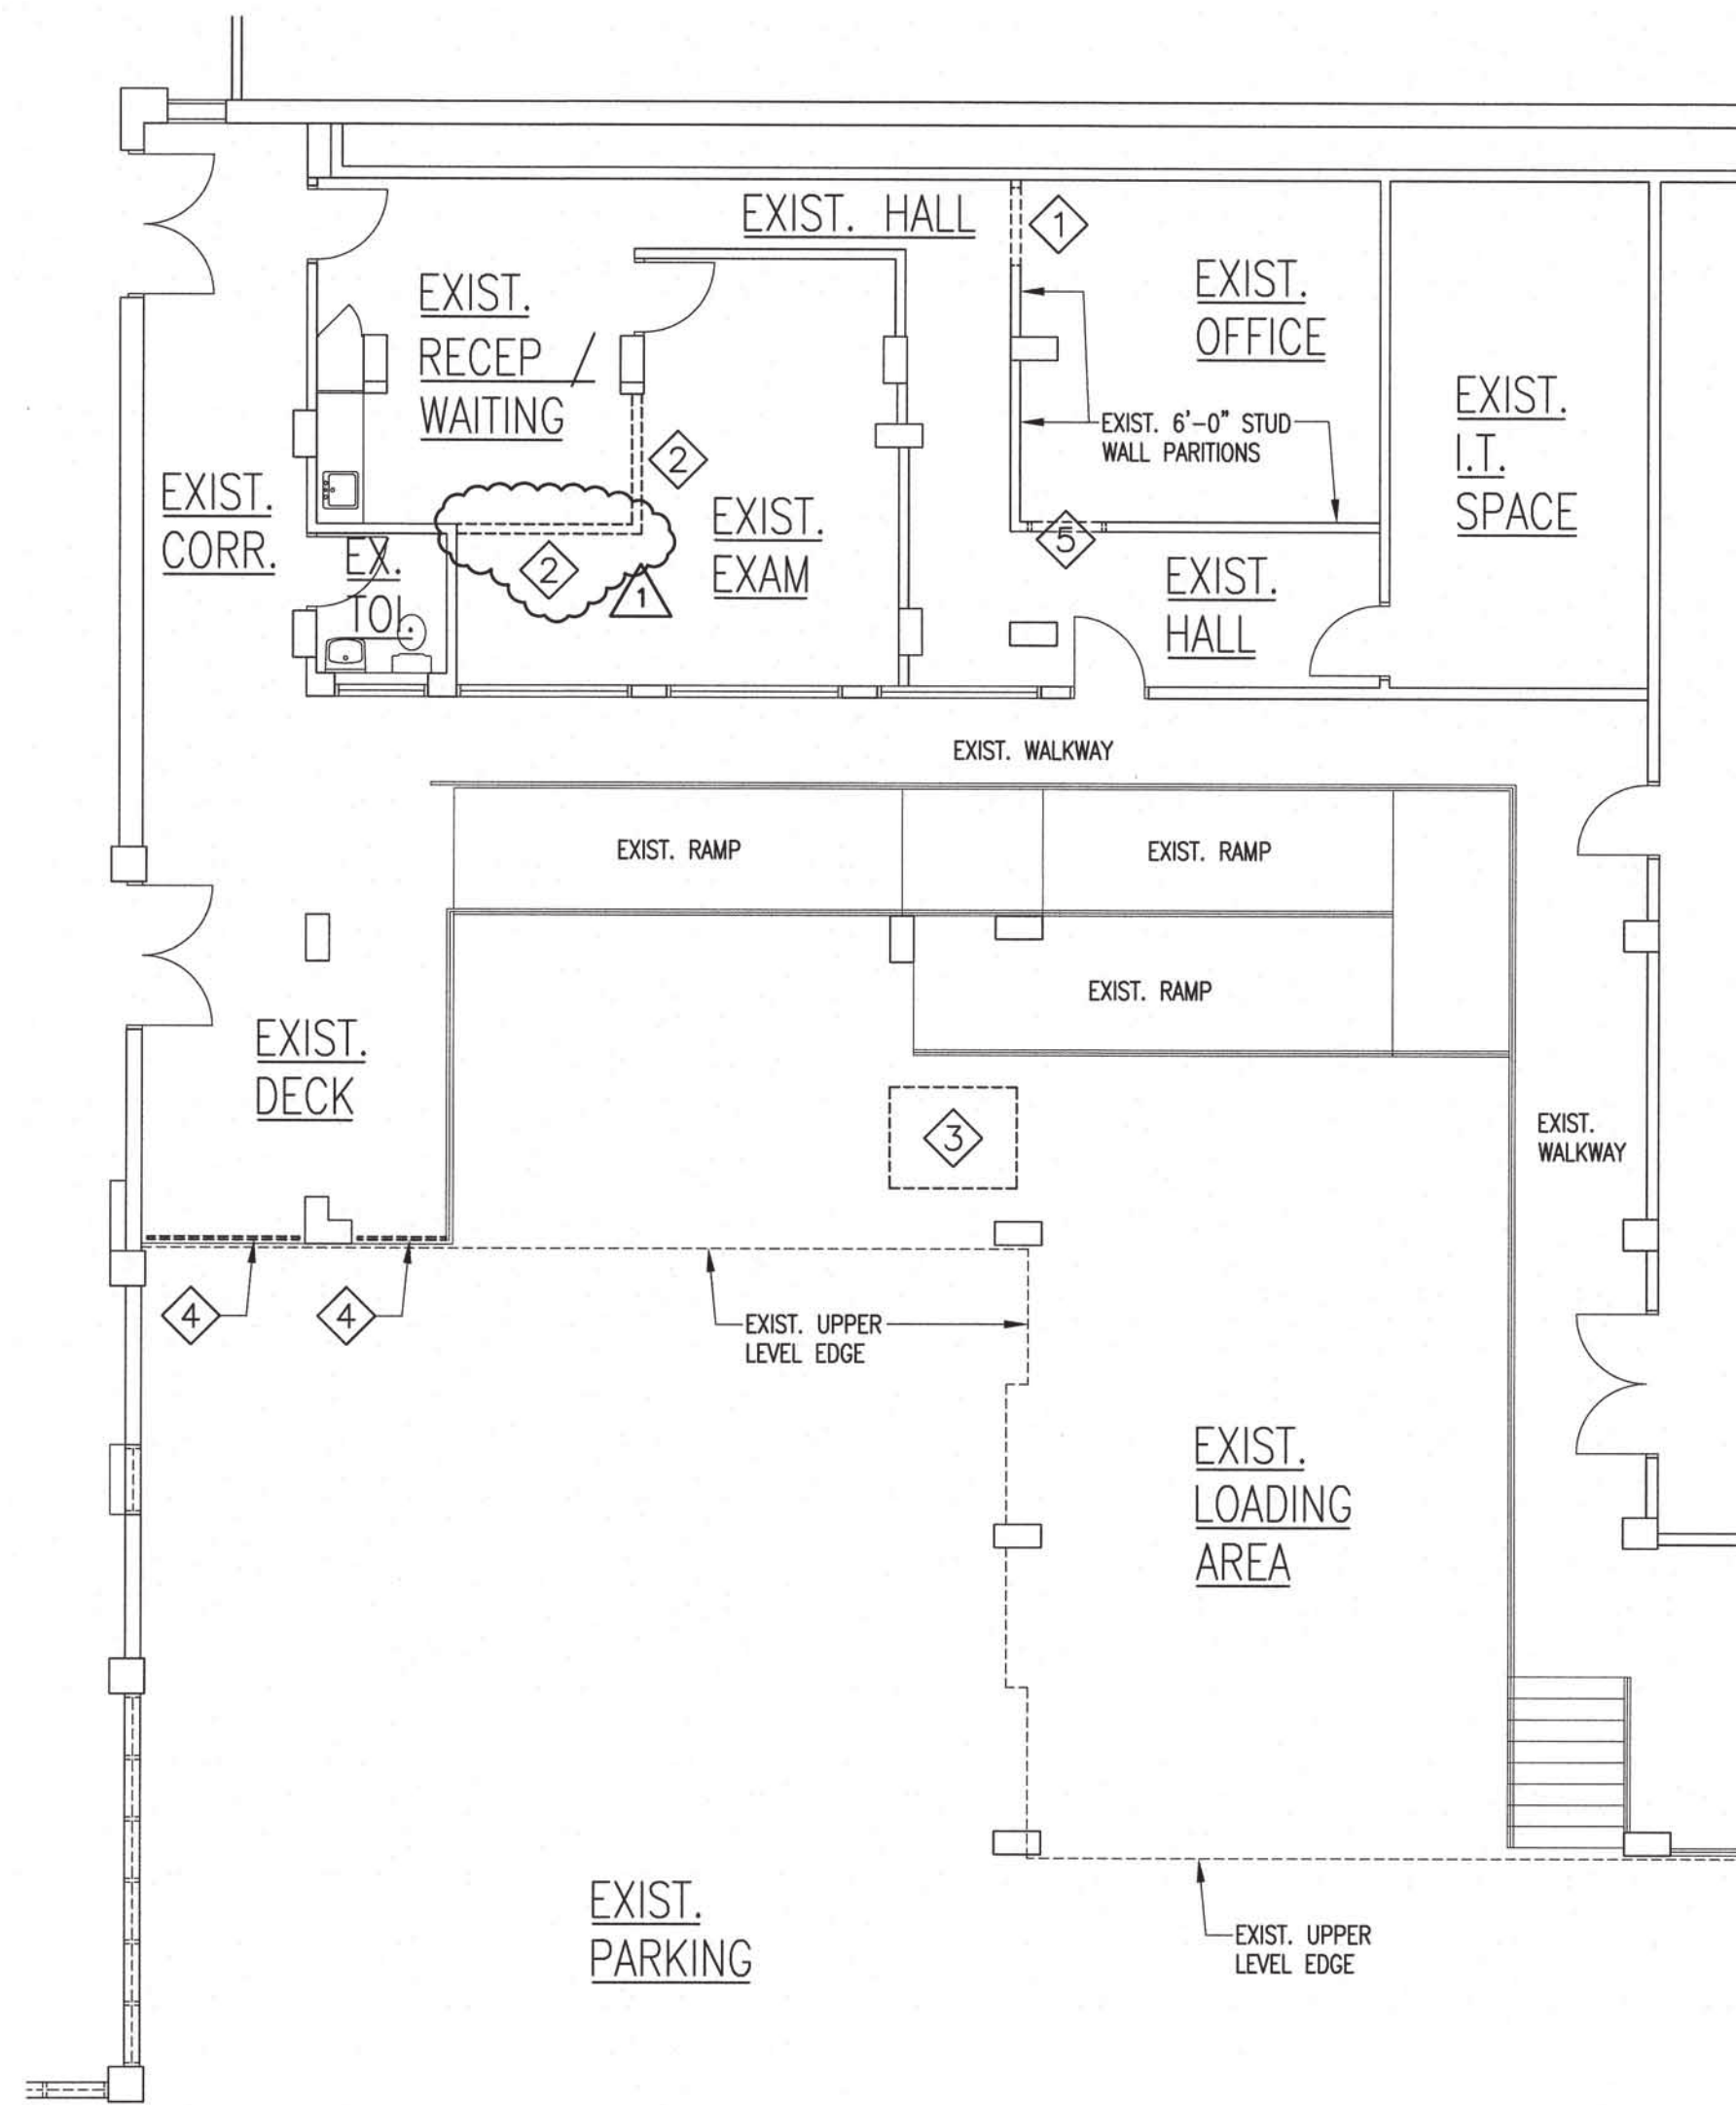 EXIST. HALL
1
EXIST.
RECEP /
WAITING
EXIST.
OFFICE
EXIST.
I.T.
SPACE
EXIST. 6'-0" STUD
WALL PARITIONS
2
EXIST.
CORR.
EXIST.
EXAM
2
1
5
EX.
TOI.
EXIST.
HALL
EXIST. WALKWAY
EXIST. RAMP
EXIST. RAMP
EXIST. RAMP
EXIST.
DECK
3
EXIST.
WALKWAY
4
4
EXIST. UPPER
LEVEL EDGE
EXIST.
LOADING
AREA
EXIST.
PARKING
EXIST. UPPER
LEVEL EDGE